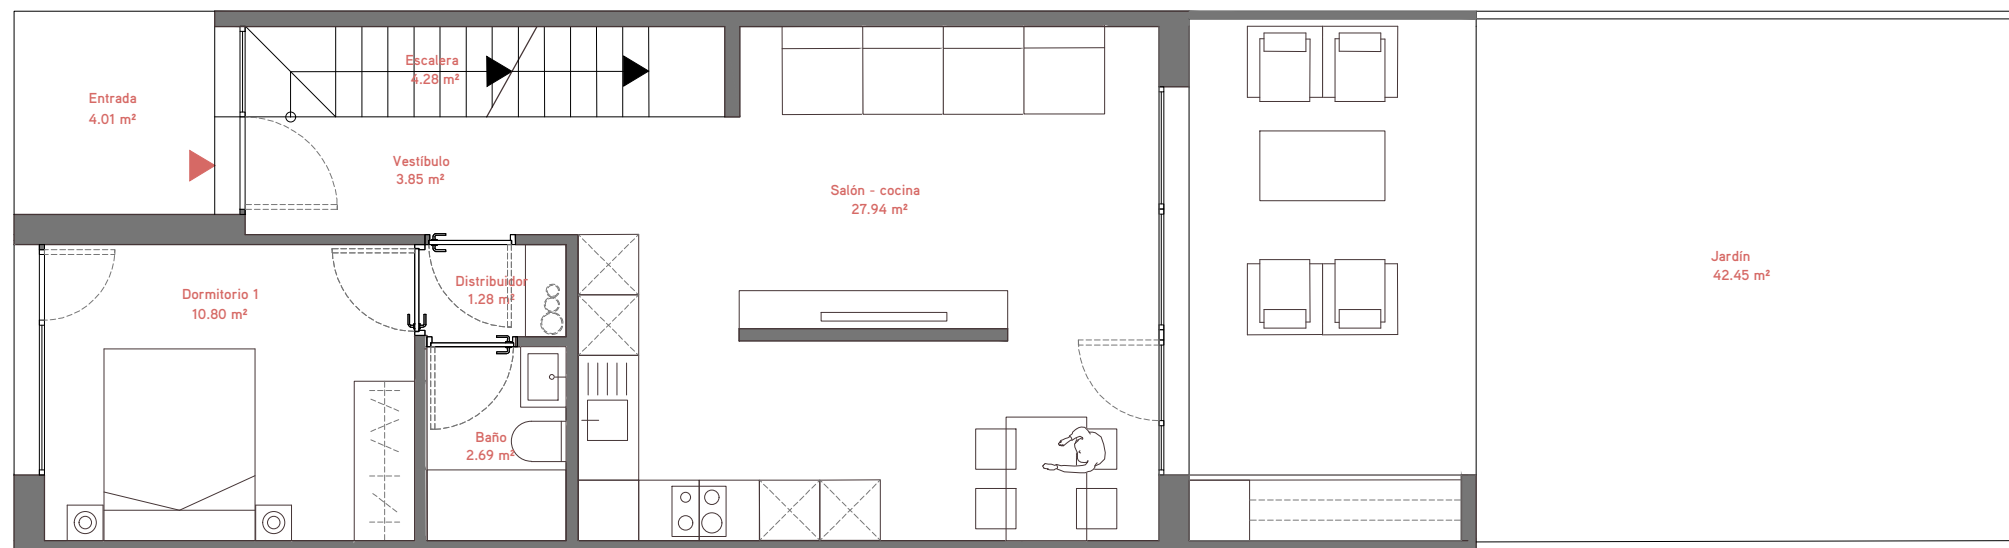 Entrada
4.01 m²
Escalera
4.28 m²
Vestíbulo
3.85 m²
Salón - cocina
27.94 m²
Jardín
42.45 m²
Dormitorio 1
10.80 m²
Distribuidor
1.28 m²
Baño
2.69 m²